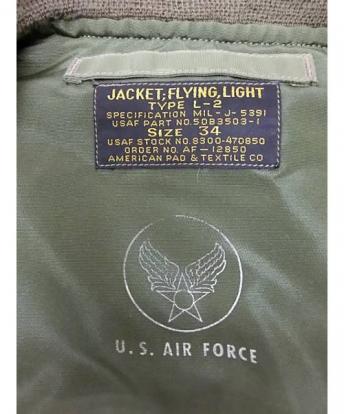 JACKET; FLYING, LIGHT
TYPE L-2
SPECIFICATION MIL-J-5391
USAF PART NO. 50B3503-1
SIZE 34
USAF STOCK NO. 8300-470850
ORDER NO. AF-12850
AMERICAN PAD & TEXTILE CO
U. S. AIR FORCE